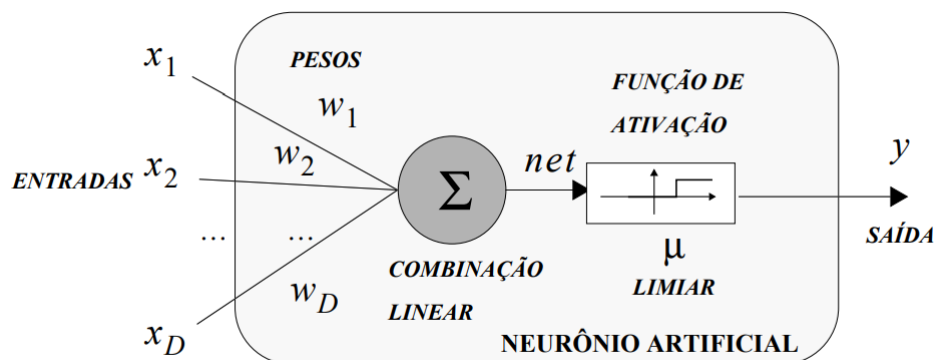 x1
PESOS
FUNÇÃO DE
ATIVAÇÃO
w1
ENTRADAS x2
w2
Σ
net
y
SAÍDA
... ...
μ
LIMIAR
COMBINAÇÃO
LINEAR
wD
xD
NEURÔNIO ARTIFICIAL